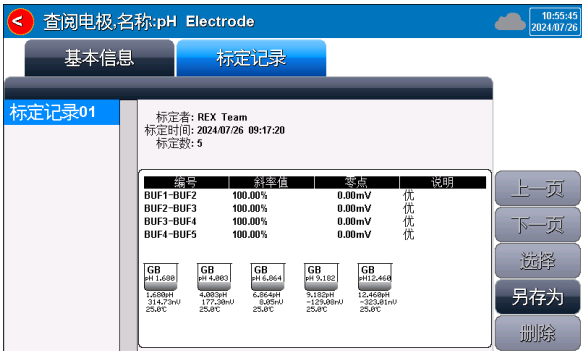 查阅电极,名称:pH Electrode
10:55:45
2024/07/26
基本信息
标定记录
标定记录01
标定者: REX Team
标定时间: 2024/07/26 09:17:20
标定数: 5
编号 斜率值 零点 说明
BUF1-BUF2 100.00% 0.00mV 优
BUF2-BUF3 100.00% 0.00mV 优
BUF3-BUF4 100.00% 0.00mV 优
BUF4-BUF5 100.00% 0.00mV 优
GB GB GB GB GB
pH 1.680 pH 4.003 pH 6.864 pH 9.182 pH12.460
1.680pH 4.003pH 6.864pH 9.182pH 12.460pH
314.73mV 177.30mV 8.05mV -129.08mV -323.01mV
25.0℃ 25.0℃ 25.0℃ 25.0℃ 25.0℃
上一页
下一页
选择
另存为
删除